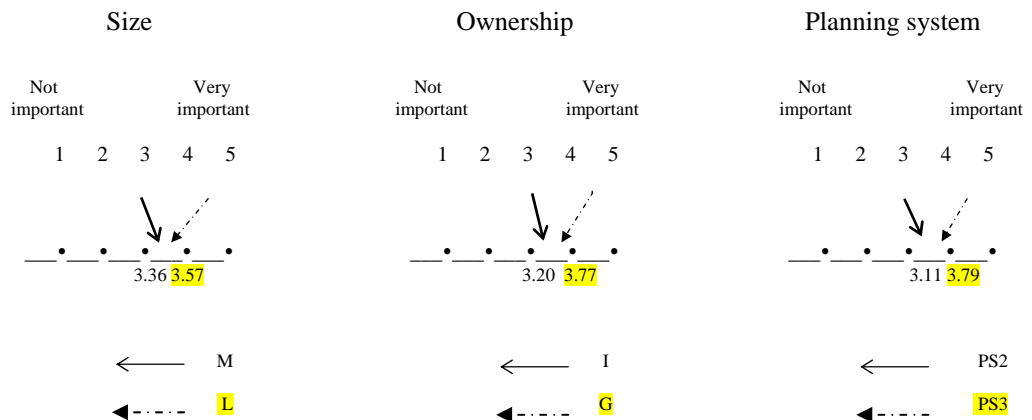 Size Ownership Planning system
Not Very Not Very Not Very
important important important important important important
1 2 3 4 5 1 2 3 4 5 1 2 3 4 5
3.36 3.57 3.20 3.77 3.11 3.79
M I PS2
L G PS3